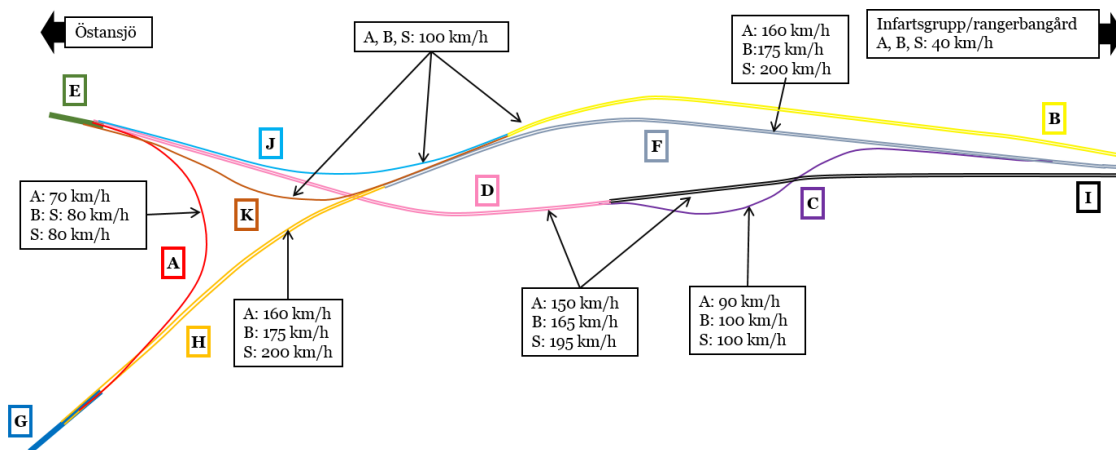 Östansjö
A, B, S: 100 km/h
A: 160 km/h
B:175 km/h
S: 200 km/h
Infartsgrupp/rangerbangård
A, B, S: 40 km/h
E
J
B
F
D
K
C
I
A: 70 km/h
B: S: 80 km/h
S: 80 km/h
A
H
A: 160 km/h
B: 175 km/h
S: 200 km/h
A: 150 km/h
B: 165 km/h
S: 195 km/h
A: 90 km/h
B: 100 km/h
S: 100 km/h
G